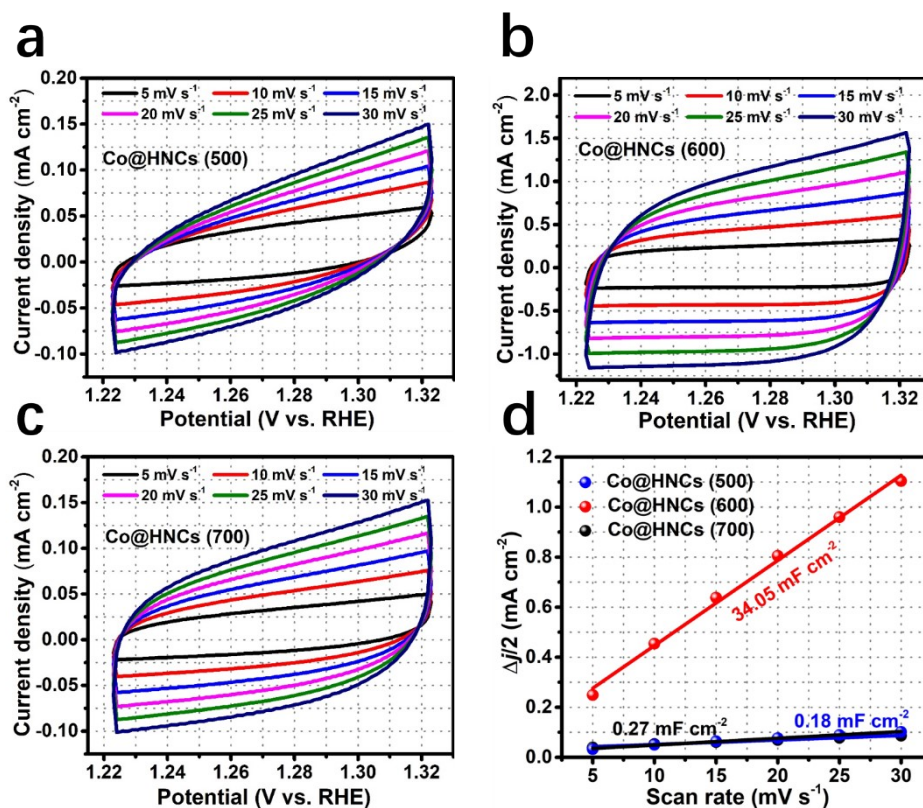 a
5 mV s⁻¹ 10 mV s⁻¹ 15 mV s⁻¹
20 mV s⁻¹ 25 mV s⁻¹ 30 mV s⁻¹
Co@HNCs (500)
Current density (mA cm⁻²)
0.20
0.15
0.10
0.05
0.00
-0.05
-0.10
1.22 1.24 1.26 1.28 1.30 1.32
Potential (V vs. RHE)
b
5 mV s⁻¹ 10 mV s⁻¹ 15 mV s⁻¹
20 mV s⁻¹ 25 mV s⁻¹ 30 mV s⁻¹
Co@HNCs (600)
Current density (mA cm⁻²)
2.0
1.5
1.0
0.5
0.0
-0.5
-1.0
1.22 1.24 1.26 1.28 1.30 1.32
Potential (V vs. RHE)
c
5 mV s⁻¹ 10 mV s⁻¹ 15 mV s⁻¹
20 mV s⁻¹ 25 mV s⁻¹ 30 mV s⁻¹
Co@HNCs (700)
Current density (mA cm⁻²)
0.20
0.15
0.10
0.05
0.00
-0.05
-0.10
1.22 1.24 1.26 1.28 1.30 1.32
Potential (V vs. RHE)
d
Co@HNCs (500)
Co@HNCs (600)
Co@HNCs (700)
34.05 mF cm⁻²
0.27 mF cm⁻²
0.18 mF cm⁻²
Δj/2 (mA cm⁻²)
1.2
1.0
0.8
0.6
0.4
0.2
0.0
5 10 15 20 25 30
Scan rate (mV s⁻¹)